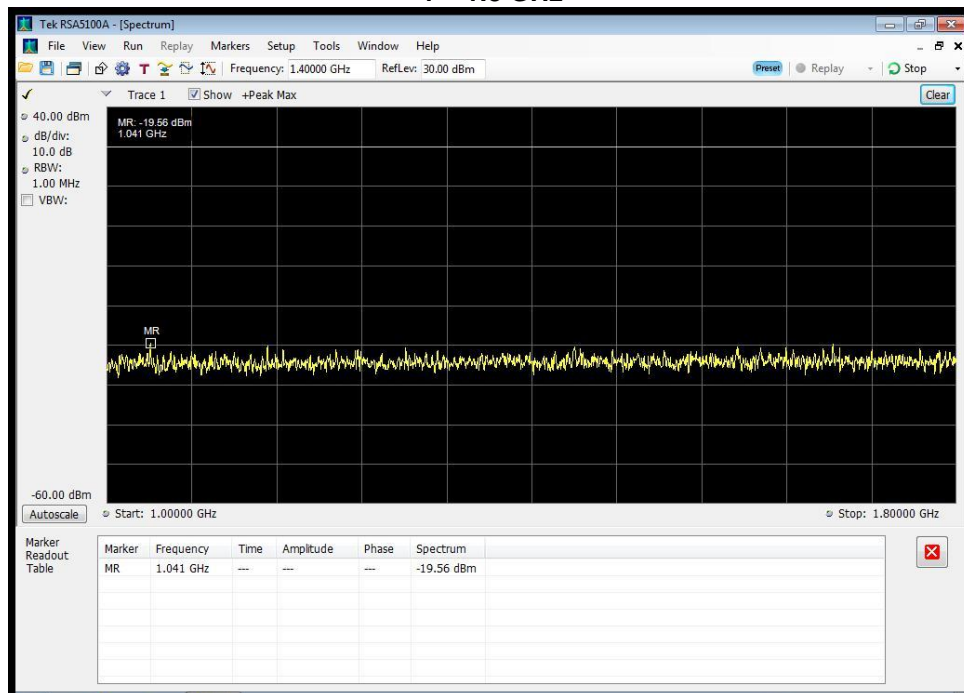 Tek RSA5100A - [Spectrum]
File View Run Replay Markers Setup Tools Window Help
T Frequency: 1.40000 GHz RefLev: 30.00 dBm Preset Replay Stop
Trace 1 Show +Peak Max Clear
40.00 dBm
dB/div:
10.0 dB
RBW:
1.00 MHz
VBW:
MR: -19.56 dBm
1.041 GHz
MR
-60.00 dBm
Autoscale Start: 1.00000 GHz Stop: 1.80000 GHz
Marker
Readout
Table
Marker Frequency Time Amplitude Phase Spectrum
MR 1.041 GHz --- --- --- -19.56 dBm